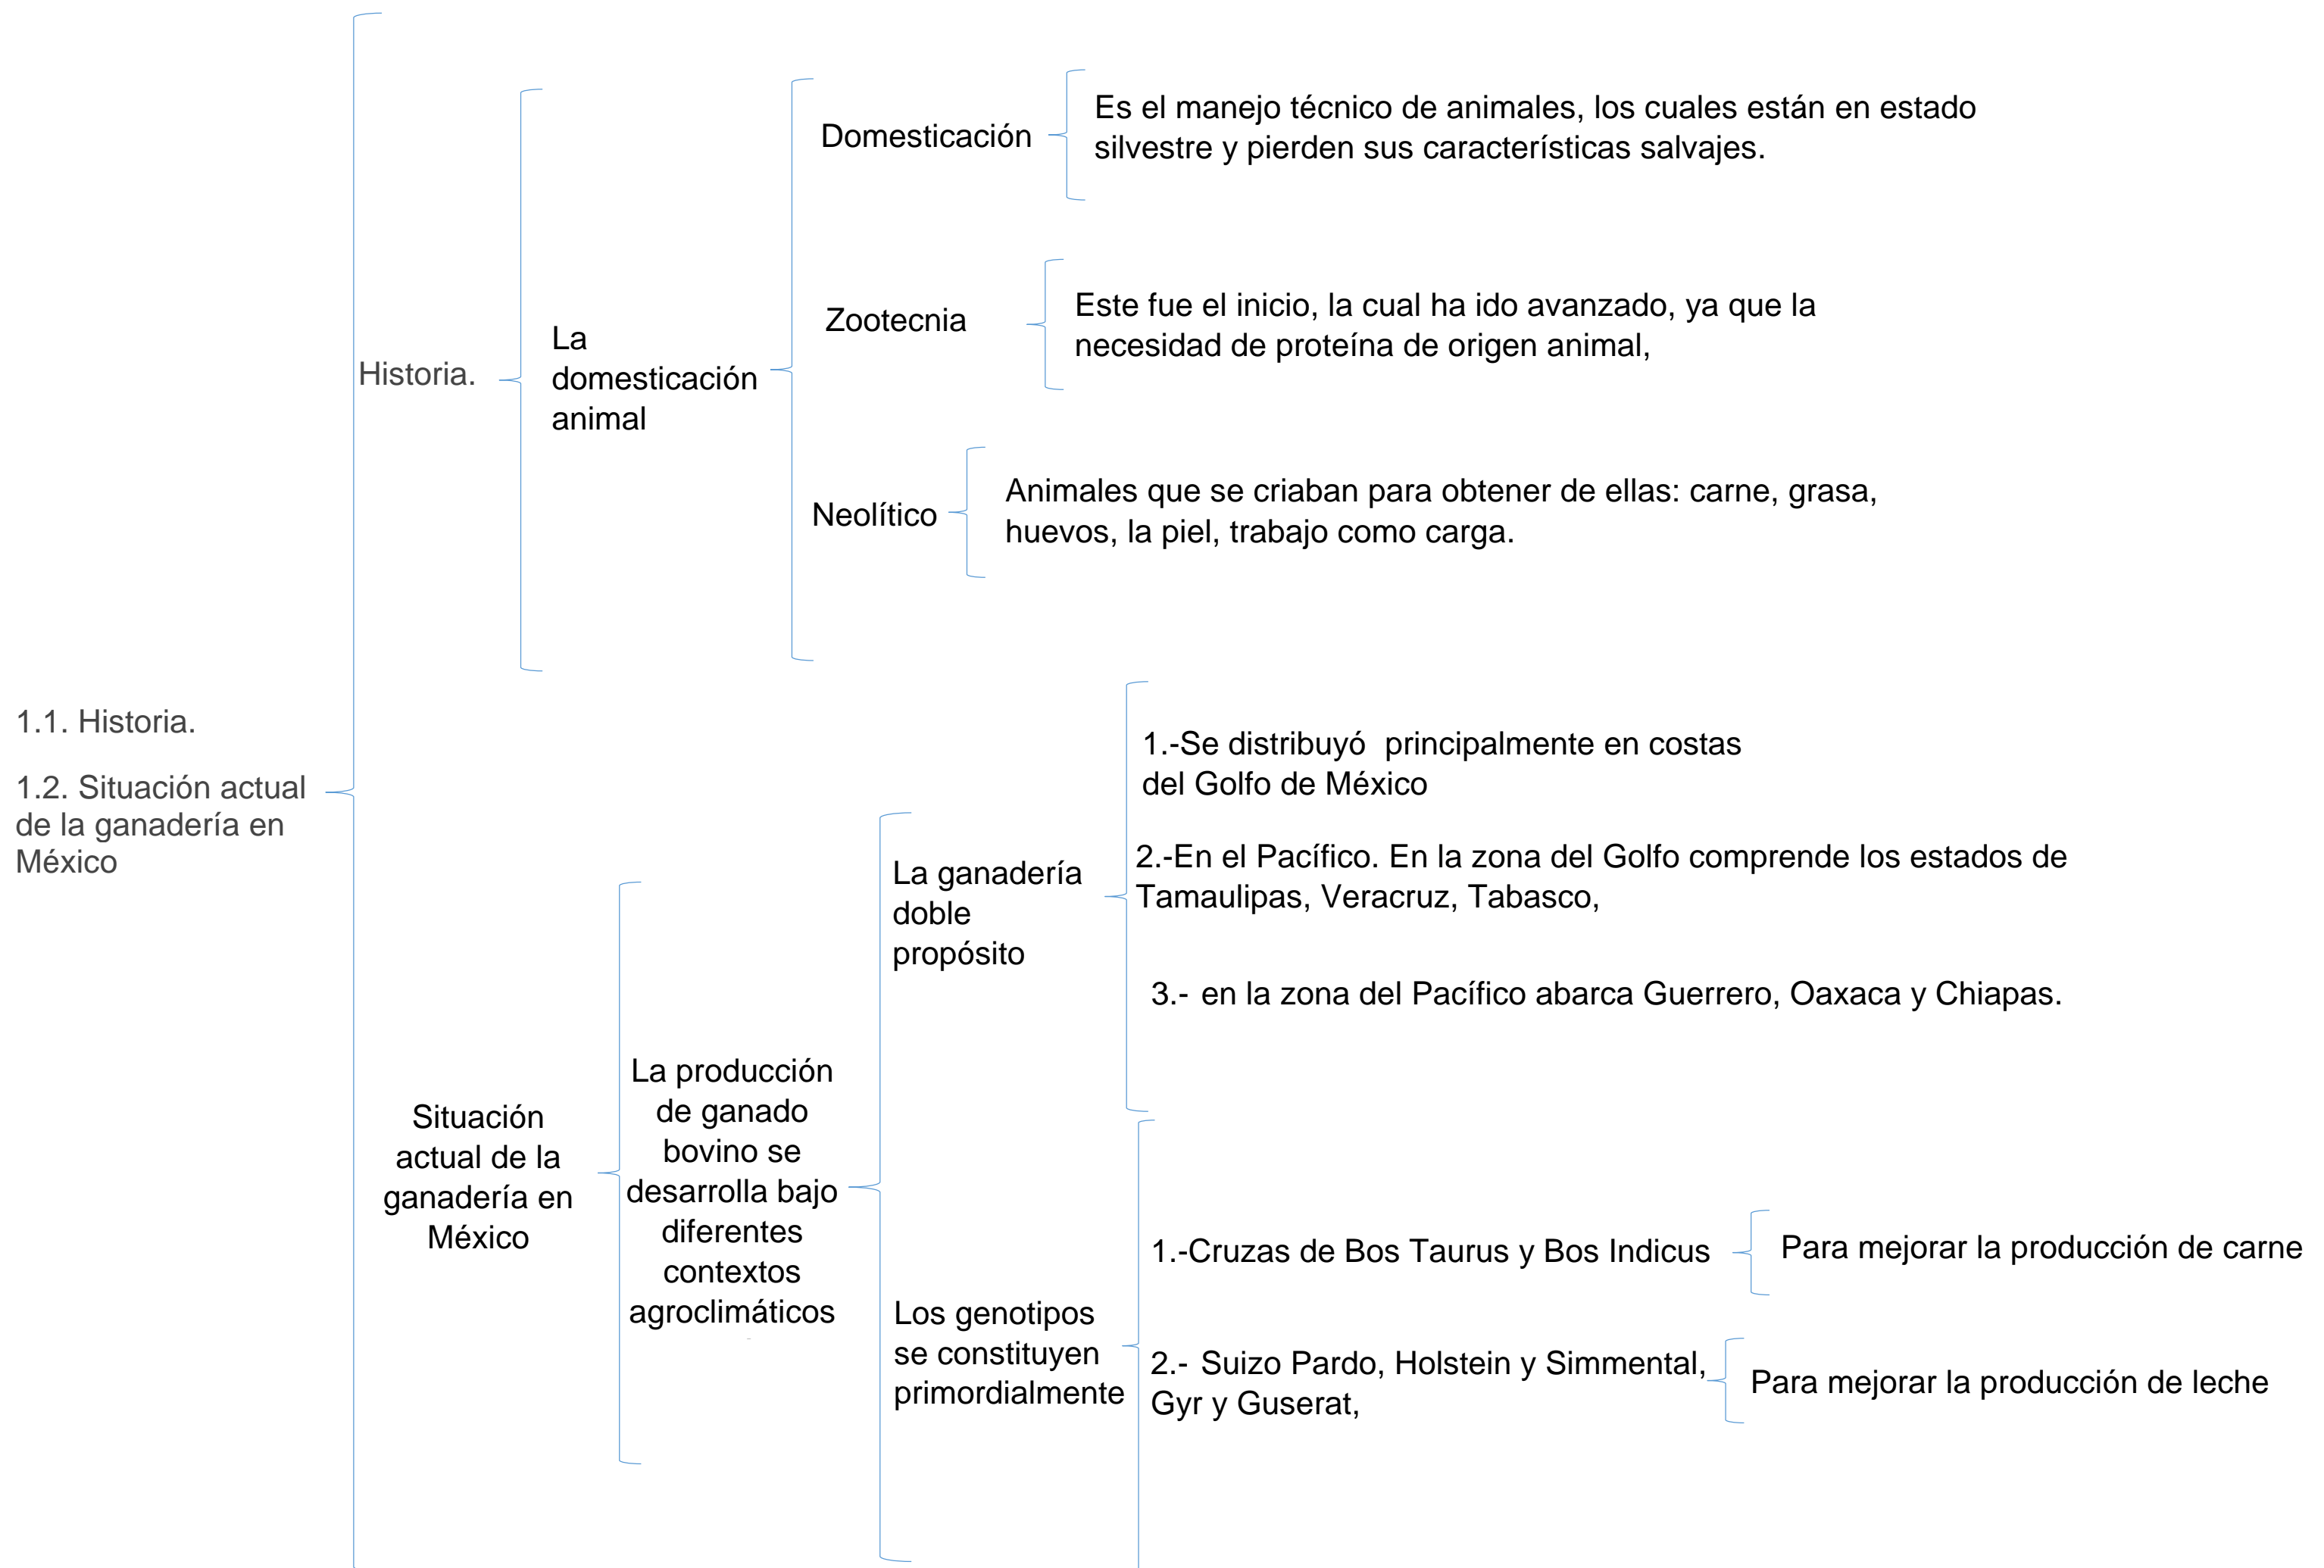 1.1. Historia.
1.2. Situación actual
de la ganadería en
México
Historia.
La
domesticación
animal
Domesticación
Es el manejo técnico de animales, los cuales están en estado
silvestre y pierden sus características salvajes.
Zootecnia
Este fue el inicio, la cual ha ido avanzado, ya que la
necesidad de proteína de origen animal,
Neolítico
Animales que se criaban para obtener de ellas: carne, grasa,
huevos, la piel, trabajo como carga.
Situación
actual de la
ganadería en
México
La producción
de ganado
bovino se
desarrolla bajo
diferentes
contextos
agroclimáticos
La ganadería
doble
propósito
1.-Se distribuyó  principalmente en costas
del Golfo de México
2.-En el Pacífico. En la zona del Golfo comprende los estados de
Tamaulipas, Veracruz, Tabasco,
3.- en la zona del Pacífico abarca Guerrero, Oaxaca y Chiapas.
Los genotipos
se constituyen
primordialmente
1.-Cruzas de Bos Taurus y Bos Indicus
Para mejorar la producción de carne
2.- Suizo Pardo, Holstein y Simmental,
Gyr y Guserat,
Para mejorar la producción de leche